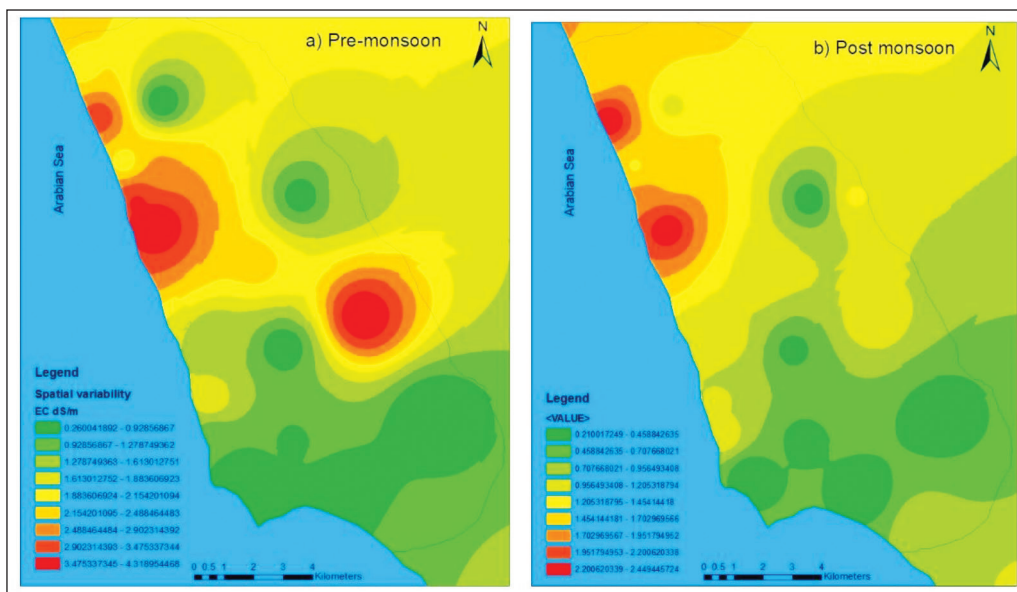 a) Pre-monsoon
N
Arabian Sea
Legend
Spatial variability
EC dS/m
0.260041892 - 0.92856867
0.92856867 - 1.278749362
1.278749363 - 1.613012751
1.613012752 - 1.883606923
1.883606924 - 2.154201094
2.154201095 - 2.488464483
2.488464484 - 2.902314392
2.902314393 - 3.475337344
3.475337345 - 4.318954468
0 0.5 1 2 3 4
Kilometers
b) Post monsoon
N
Arabian Sea
Legend
<VALUE>
0.210017249 - 0.458842635
0.458842635 - 0.707668021
0.707668021 - 0.956493408
0.956493408 - 1.205318794
1.205318795 - 1.45414418
1.454144181 - 1.702969566
1.702969567 - 1.951794952
1.951794953 - 2.200620338
2.200620339 - 2.449445724
0 0.5 1 2 3 4
Kilometers